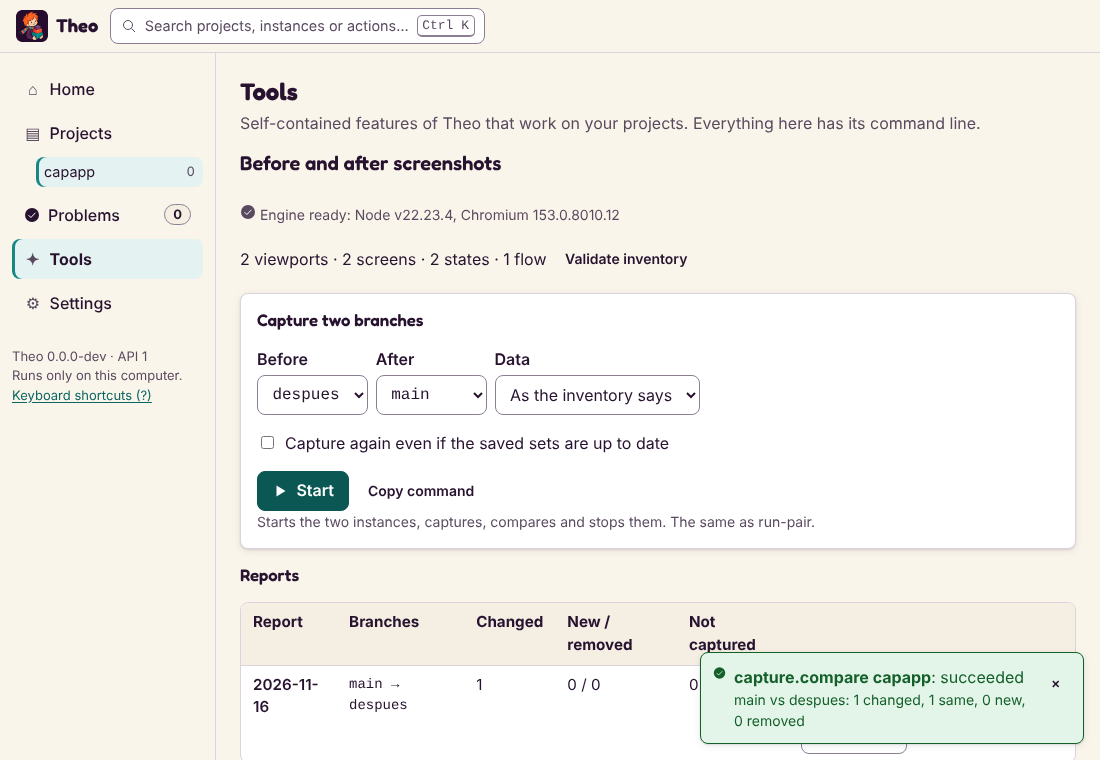 Theo
Search projects, instances or actions...
Ctrl K
Home
Projects
capapp
0
Problems
0
Tools
Settings
Theo 0.0.0-dev · API 1
Runs only on this computer.
Keyboard shortcuts (?)
Tools
Self-contained features of Theo that work on your projects. Everything here has its command line.
Before and after screenshots
Engine ready: Node v22.23.4, Chromium 153.0.8010.12
2 viewports · 2 screens · 2 states · 1 flow
Validate inventory
Capture two branches
Before
After
Data
despues
main
As the inventory says
Capture again even if the saved sets are up to date
Start
Copy command
Starts the two instances, captures, compares and stops them. The same as run-pair.
Reports
Report
Branches
Changed
New /
removed
Not
captured
2026-11-
16
main →
despues
1
0 / 0
0
capture.compare capapp: succeeded
main vs despues: 1 changed, 1 same, 0 new,
0 removed
×